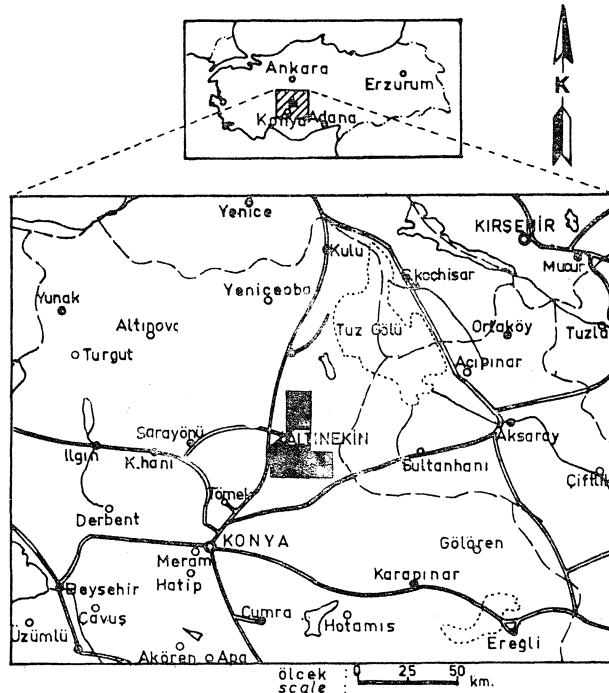 Ankara
Erzurum
Konya
Adana
K
Yenice
KIRŞEHİR
Kulu
Mucur
Ş.kochisar
Yunak
Yeniceoba
Altınova
Tuz Gölü
Ortaköy
Tuzla
Turgut
Acıpınar
Sarayönü
ALTINEKİN
Aksaray
Ilgın
K.hanı
Sultanhanı
Çiftlik
Tömek
Derbent
KONYA
Gölören
Meram
Hatip
Karapınar
Beyşehir
Çavuş
Çumra
Hotamış
Üzümlü
Ereğli
Akören
Apa
ölçek : 0 25 50 km.
scale :